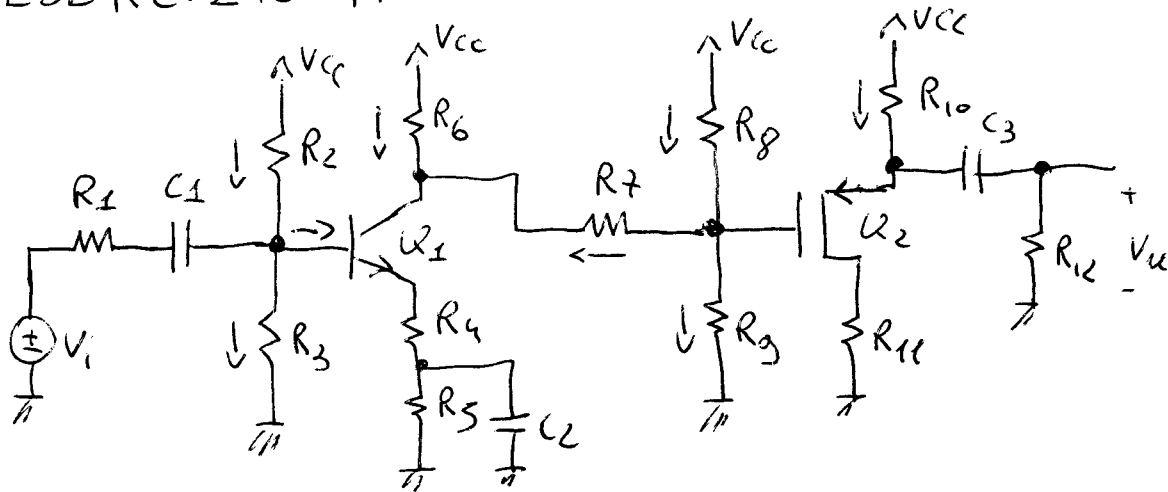 VCC
VCC
VCC
VCC
R2
R6
R8
R10
C3
R1
C1
R7
Q1
Q2
R12
Vu
+
-
±
Vi
R3
R4
R9
R11
R5
C2